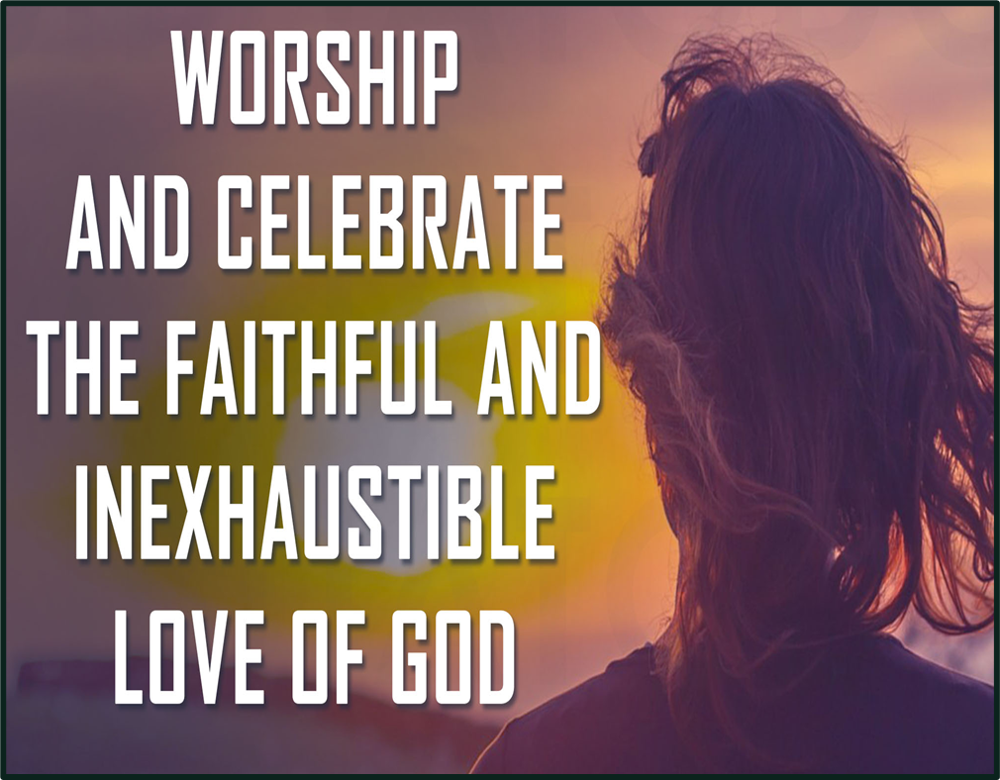 WORSHIP
AND CELEBRATE
THE FAITHFUL AND
INEXHAUSTIBLE
LOVE OF GOD